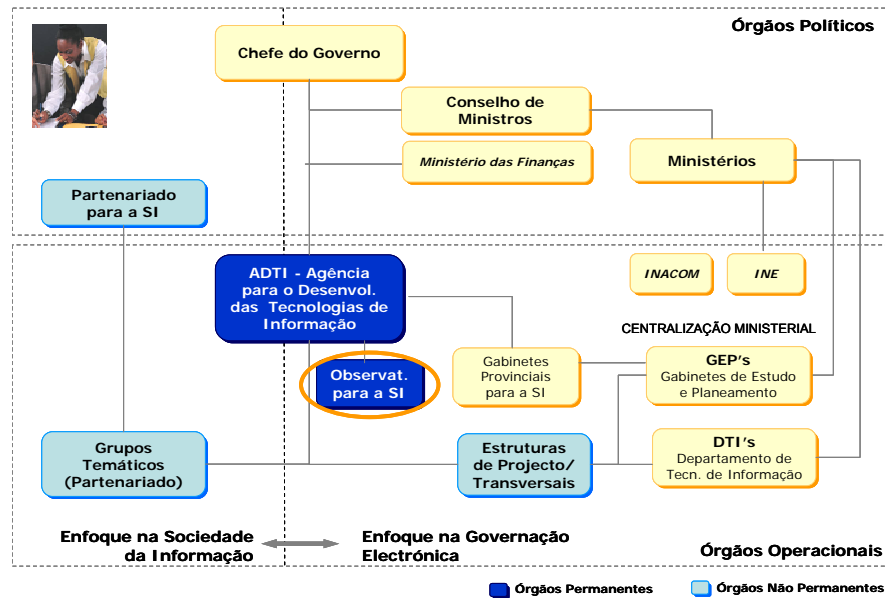 Órgãos Políticos
Chefe do Governo
Conselho de
Ministros
Ministério das Finanças
Ministérios
Partenariado
para a SI
ADTI - Agência
para o Desenvol.
das Tecnologias de
Informação
INACOM
INE
CENTRALIZAÇÃO MINISTERIAL
Observat.
para a SI
Gabinetes
Provinciais
para a SI
GEP's
Gabinetes de Estudo
e Planeamento
Grupos
Temáticos
(Partenariado)
Estruturas
de Projecto/
Transversais
DTI's
Departamento de
Tecn. de Informação
Enfoque na Sociedade
da Informação
Enfoque na Governação
Electrónica
Órgãos Operacionais
Órgãos Permanentes
Órgãos Não Permanentes